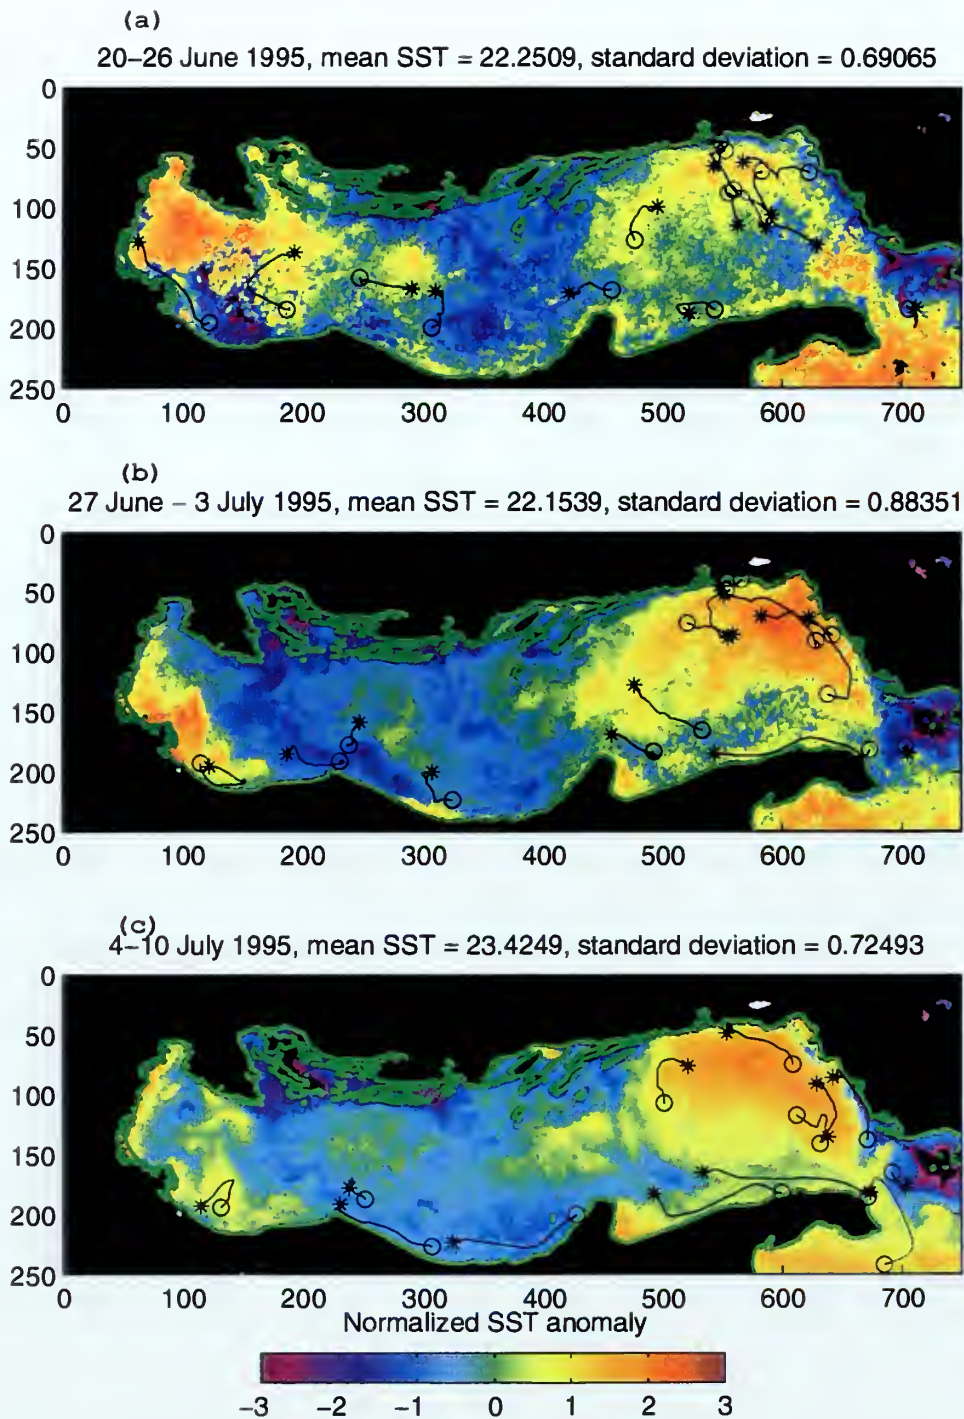 (a)
20–26 June 1995, mean SST = 22.2509, standard deviation = 0.69065
0
50
100
150
200
250
0 100 200 300 400 500 600 700
(b)
27 June – 3 July 1995, mean SST = 22.1539, standard deviation = 0.88351
0
50
100
150
200
250
0 100 200 300 400 500 600 700
(c)
4–10 July 1995, mean SST = 23.4249, standard deviation = 0.72493
0
50
100
150
200
250
0 100 200 300 400 500 600 700
Normalized SST anomaly
-3 -2 -1 0 1 2 3